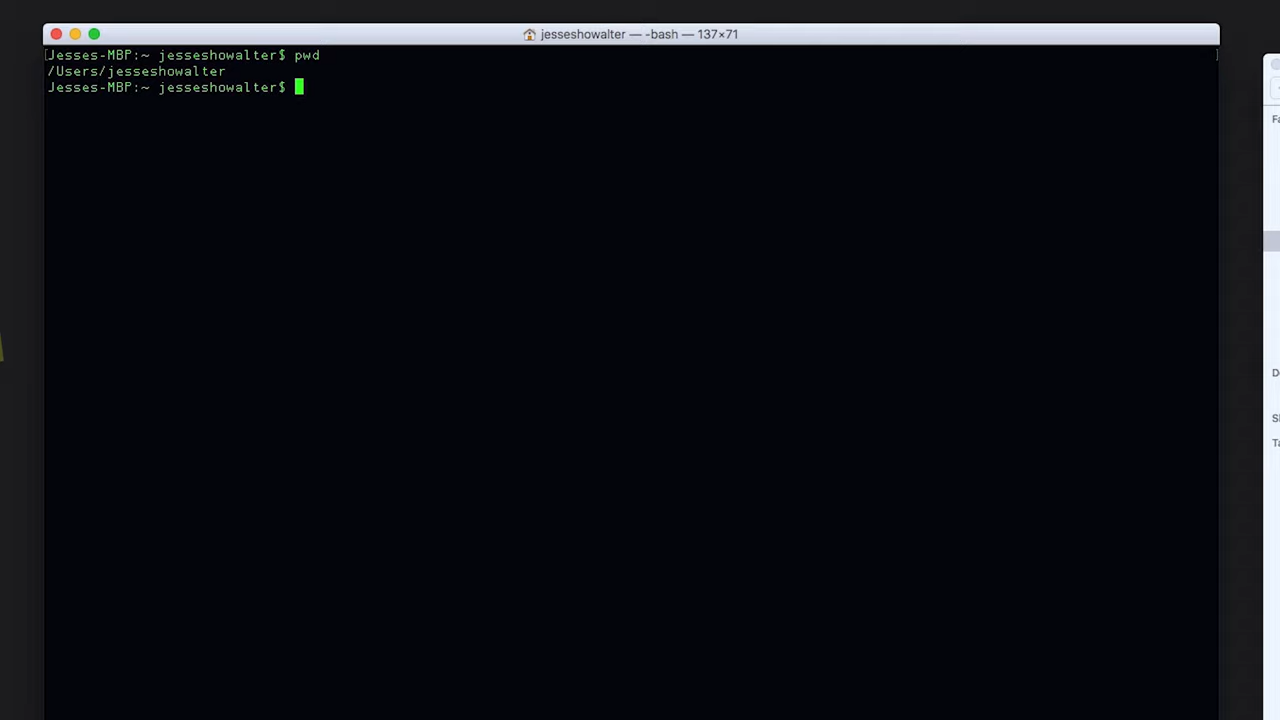 jesseshowalter — -bash — 137×71
Jesses-MBP:~ jesseshowalter$ pwd
/Users/jesseshowalter
Jesses-MBP:~ jesseshowalter$